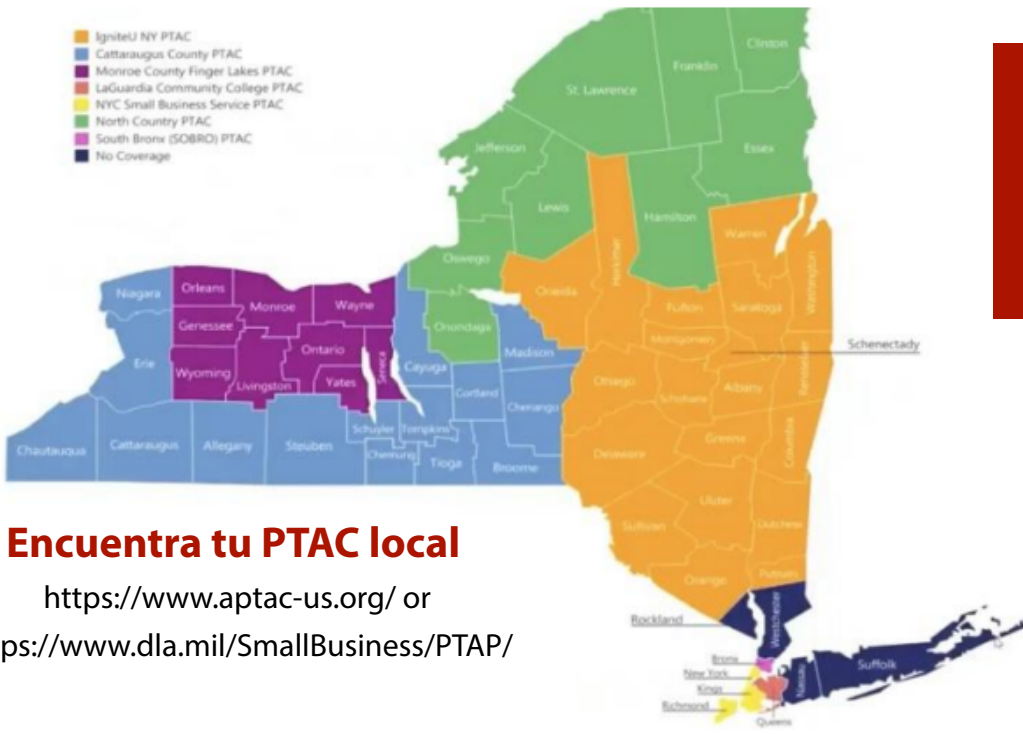 IgniteU NY PTAC
Cattaraugus County PTAC
Monroe County Finger Lakes PTAC
LaGuardia Community College PTAC
NYC Small Business Service PTAC
North Country PTAC
South Bronx (SOBRO) PTAC
No Coverage
Clinton
Franklin
St. Lawrence
Jefferson
Essex
Lewis
Hamilton
Herkimer
Warren
Washington
Oswego
Oneida
Fulton
Saratoga
Niagara
Orleans
Monroe
Wayne
Genessee
Onondaga
Montgomery
Schenectady
Erie
Wyoming
Livingston
Ontario
Yates
Seneca
Cayuga
Madison
Cortland
Chenango
Otsego
Schoharie
Albany
Rensselaer
Chautauqua
Cattaraugus
Allegany
Steuben
Schuyler
Tompkins
Chemung
Tioga
Broome
Delaware
Greene
Columbia
Ulster
Sullivan
Dutchess
Orange
Putnam
Encuentra tu PTAC local
https://www.aptac-us.org/ or
ps://www.dla.mil/SmallBusiness/PTAP/
Rockland
Westchester
Bronx
New York
Kings
Richmond
Queens
Nassau
Suffolk